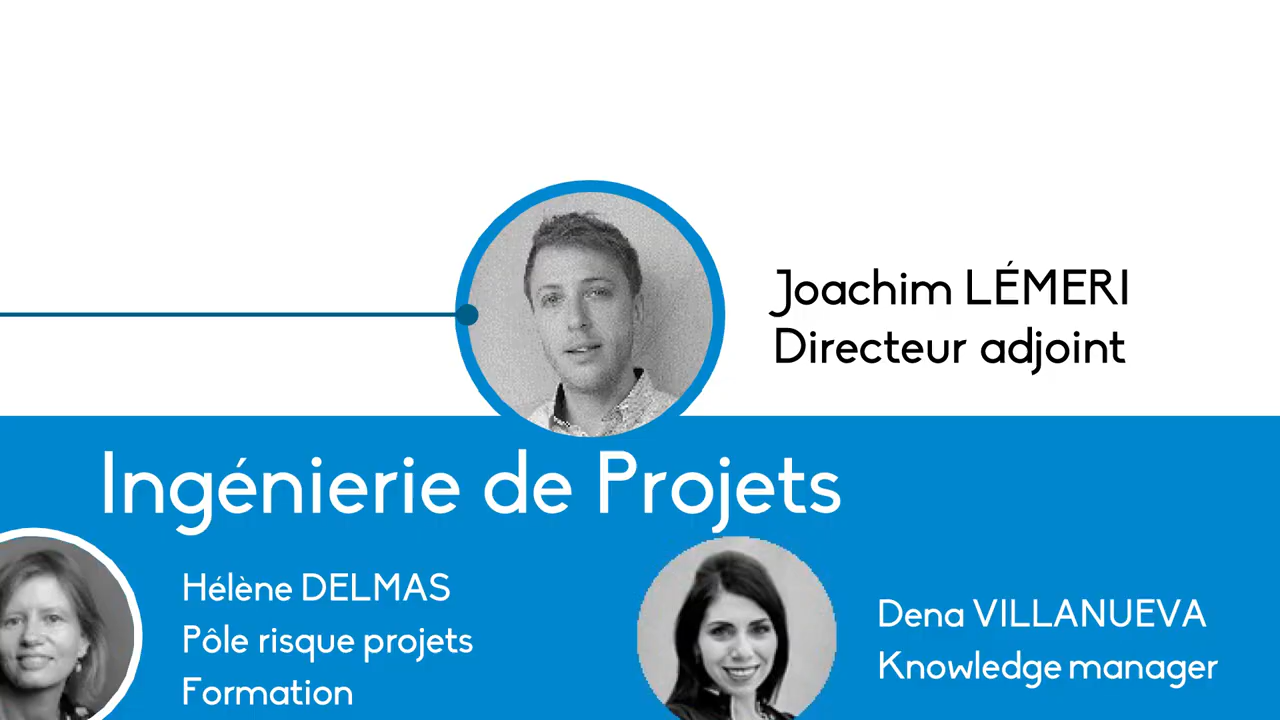 Joachim LÉMERI
Directeur adjoint
Ingénierie de Projets
Hélène DELMAS
Pôle risque projets
Formation
Dena VILLANUEVA
Knowledge manager